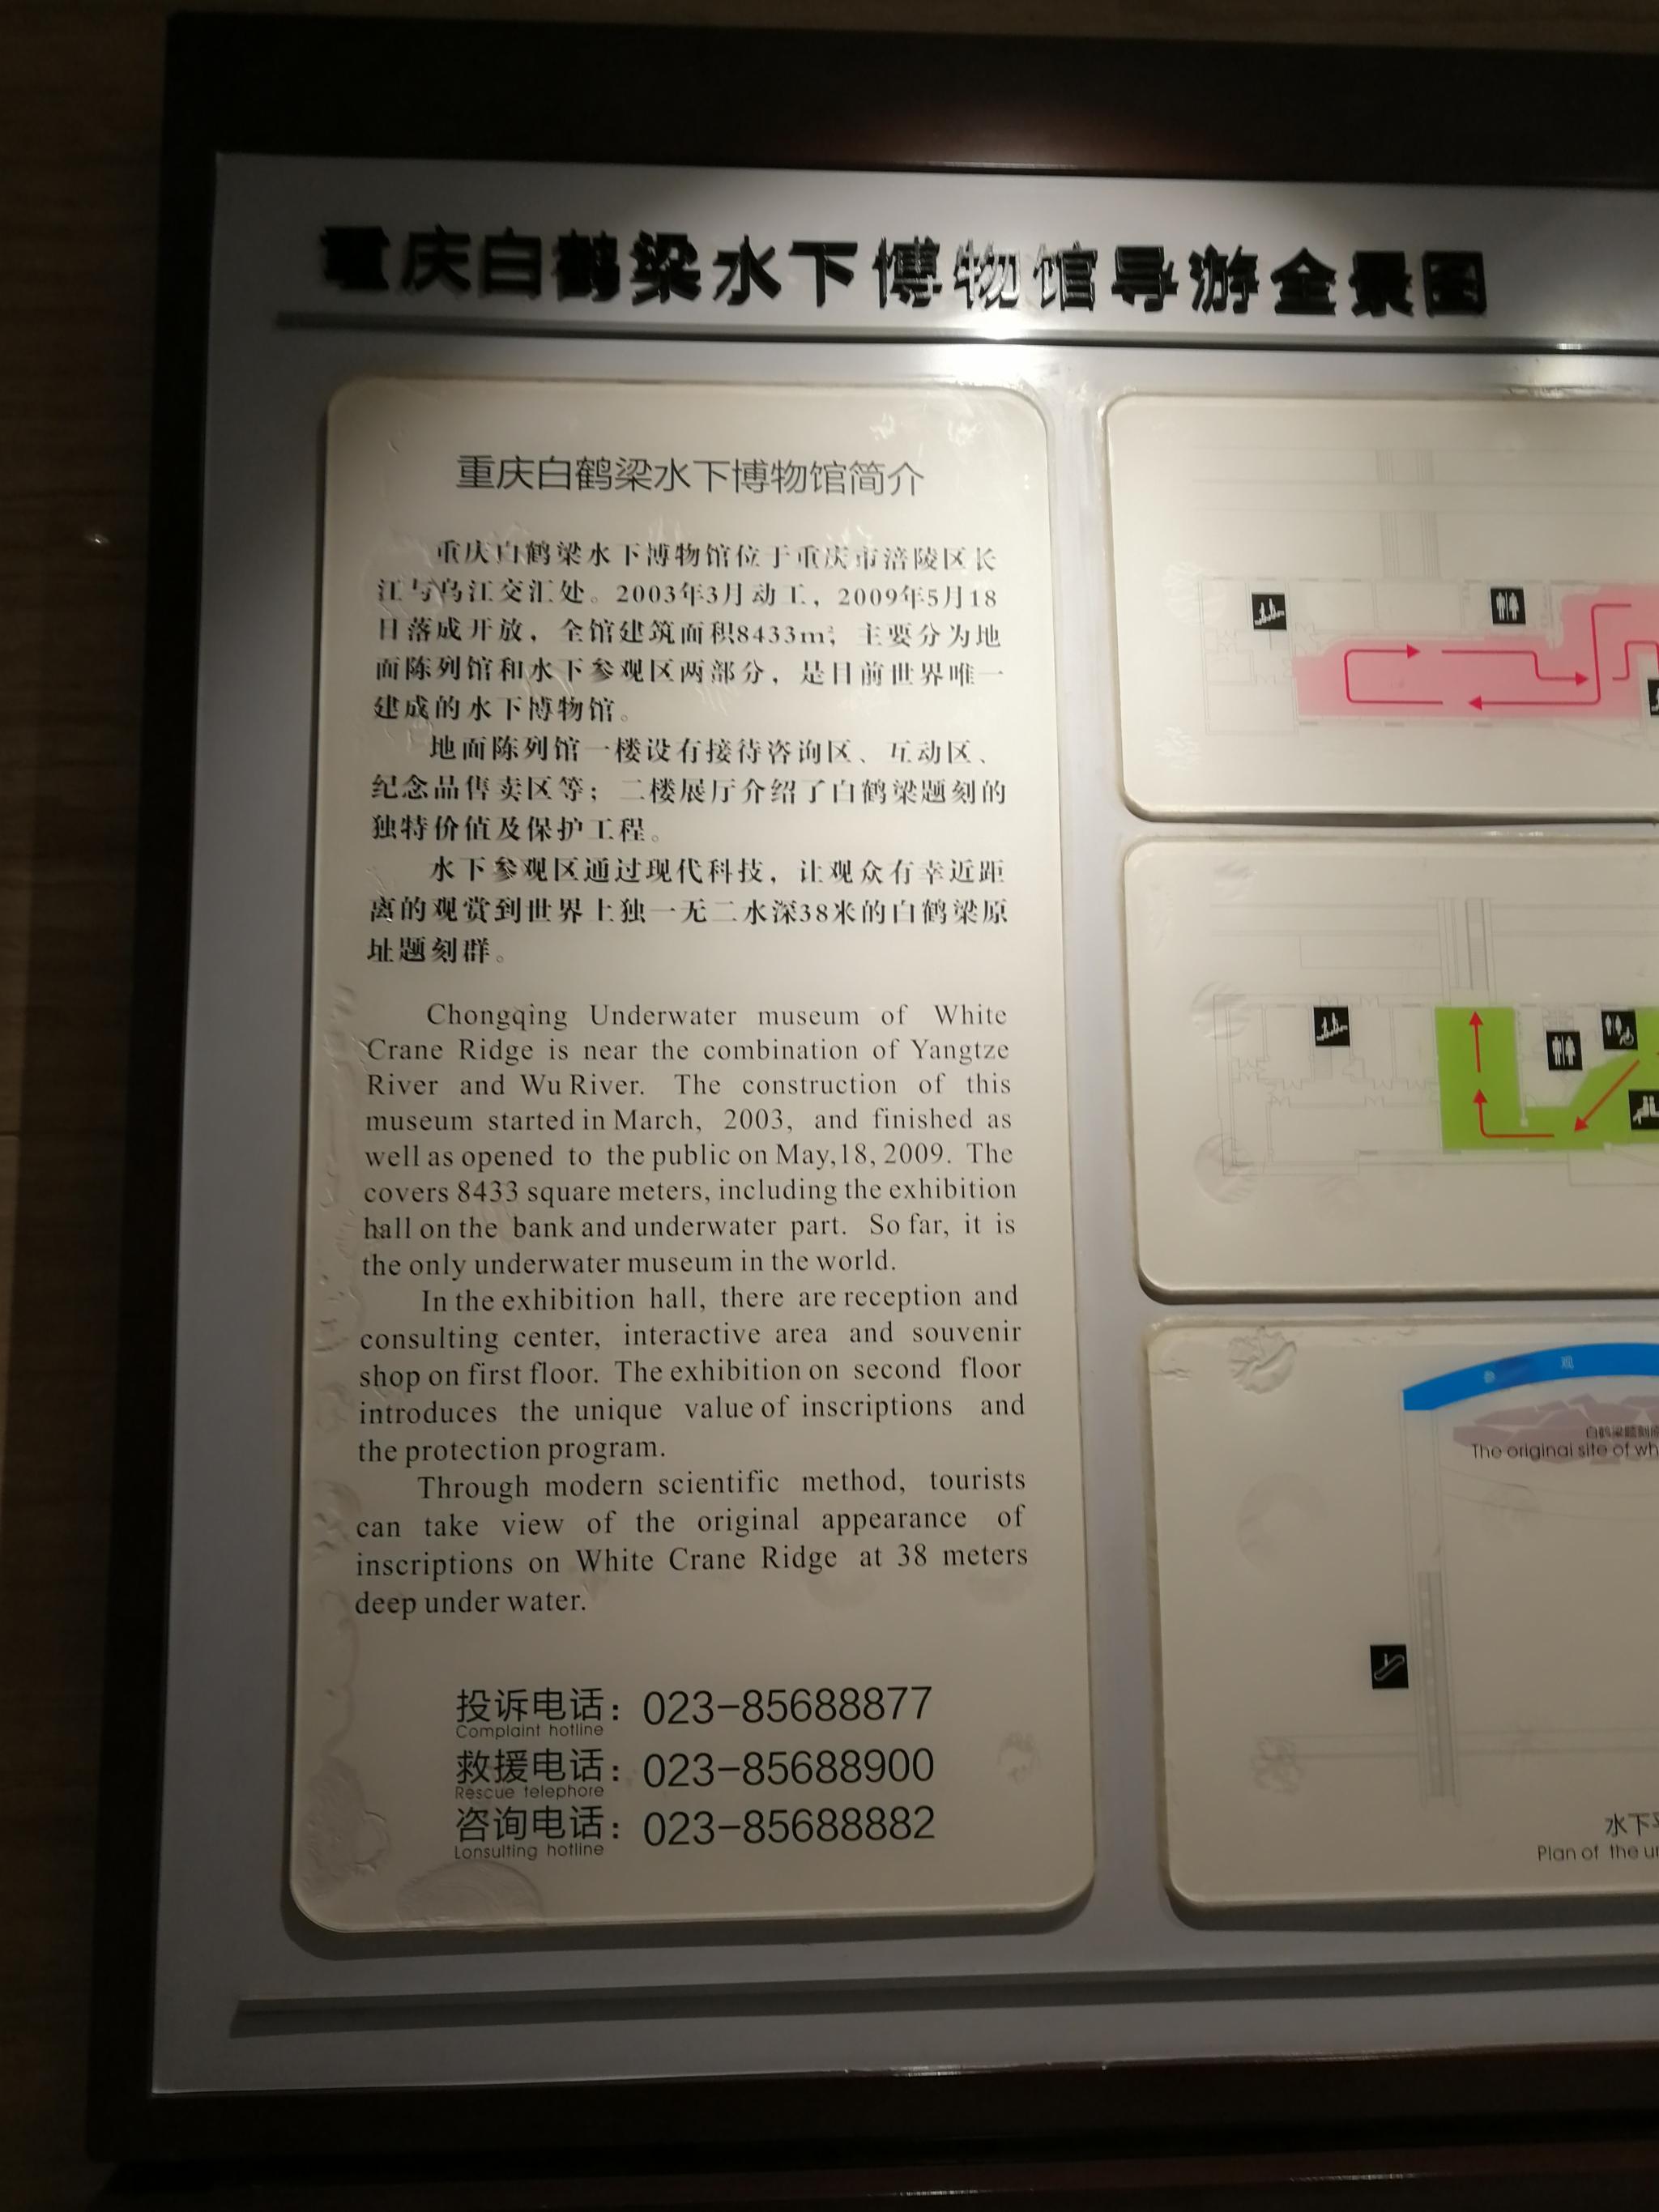 重庆白鹤梁水下博物馆导游全景图
重庆白鹤梁水下博物馆简介
重庆白鹤梁水下博物馆位于重庆市涪陵区长
江与乌江交汇处。2003年3月动工，2009年5月18
日落成开放，全馆建筑面积8433m²，主要分为地
面陈列馆和水下参观区两部分，是目前世界唯一
建成的水下博物馆。
地面陈列馆一楼设有接待咨询区、互动区、
纪念品售卖区等；二楼展厅介绍了白鹤梁题刻的
独特价值及保护工程。
水下参观区通过现代科技，让观众有幸近距
离的观赏到世界上独一无二水深38米的白鹤梁原
址题刻群。
Chongqing Underwater museum of White
Crane Ridge is near the combination of Yangtze
River and Wu River. The construction of this
museum started in March, 2003, and finished as
well as opened to the public on May,18, 2009. The
covers 8433 square meters, including the exhibition
hall on the bank and underwater part. So far, it is
the only underwater museum in the world.
In the exhibition hall, there are reception and
consulting center, interactive area and souvenir
shop on first floor. The exhibition on second floor
introduces the unique value of inscriptions and
the protection program.
Through modern scientific method, tourists
can take view of the original appearance of
inscriptions on White Crane Ridge at 38 meters
deep under water.
投诉电话：023-85688877
Complaint hotline
救援电话：023-85688900
Rescue telephore
咨询电话：023-85688882
Lonsulting hotline
参 观
白鹤梁题刻原
The original site of wh
水下平
Plan of the un